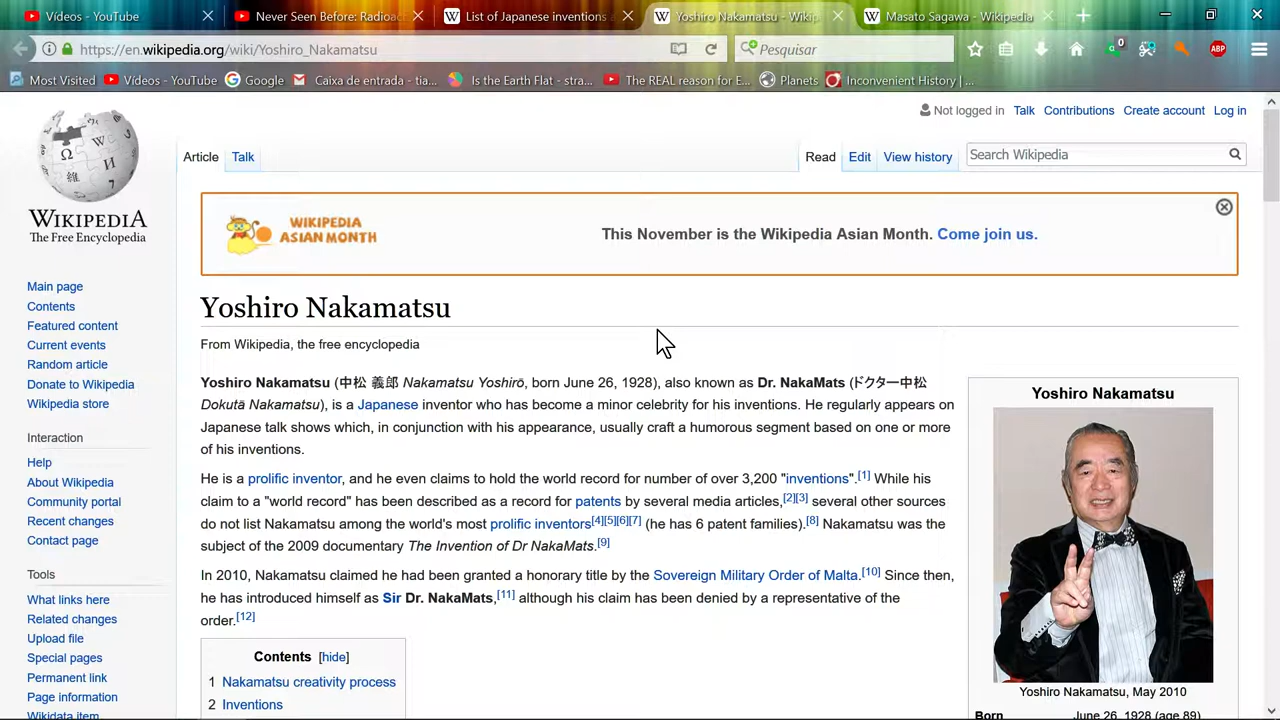 Vídeos - YouTube
Never Seen Before: Radioac
List of Japanese inventions a
Yoshiro Nakamatsu - Wikip
Masato Sagawa - Wikipedia
https://en.wikipedia.org/wiki/Yoshiro_Nakamatsu
Pesquisar
0
ABP
Most Visited
Vídeos - YouTube
Google
Caixa de entrada - tia...
Is the Earth Flat - stra...
The REAL reason for E...
Planets
Inconvenient History | ...
Not logged in
Talk
Contributions
Create account
Log in
Article
Talk
Read
Edit
View history
Search Wikipedia
WIKIPEDIA
The Free Encyclopedia
WIKIPEDIA
ASIAN MONTH
This November is the Wikipedia Asian Month. Come join us.
Main page
Contents
Featured content
Current events
Random article
Donate to Wikipedia
Wikipedia store
Interaction
Help
About Wikipedia
Community portal
Recent changes
Contact page
Tools
What links here
Related changes
Upload file
Special pages
Permanent link
Page information
Wikidata item
Yoshiro Nakamatsu
From Wikipedia, the free encyclopedia
Yoshiro Nakamatsu (中松 義郎 Nakamatsu Yoshirō, born June 26, 1928), also known as Dr. NakaMats (ドクター中松
Dokutā Nakamatsu), is a Japanese inventor who has become a minor celebrity for his inventions. He regularly appears on
Japanese talk shows which, in conjunction with his appearance, usually craft a humorous segment based on one or more
of his inventions.
He is a prolific inventor, and he even claims to hold the world record for number of over 3,200 "inventions".[1] While his
claim to a "world record" has been described as a record for patents by several media articles,[2][3] several other sources
do not list Nakamatsu among the world's most prolific inventors[4][5][6][7] (he has 6 patent families).[8] Nakamatsu was the
subject of the 2009 documentary The Invention of Dr NakaMats.[9]
In 2010, Nakamatsu claimed he had been granted a honorary title by the Sovereign Military Order of Malta.[10] Since then,
he has introduced himself as Sir Dr. NakaMats,[11] although his claim has been denied by a representative of the
order.[12]
Contents [hide]
1 Nakamatsu creativity process
2 Inventions
Yoshiro Nakamatsu
Yoshiro Nakamatsu, May 2010
Born June 26, 1928 (age 89)